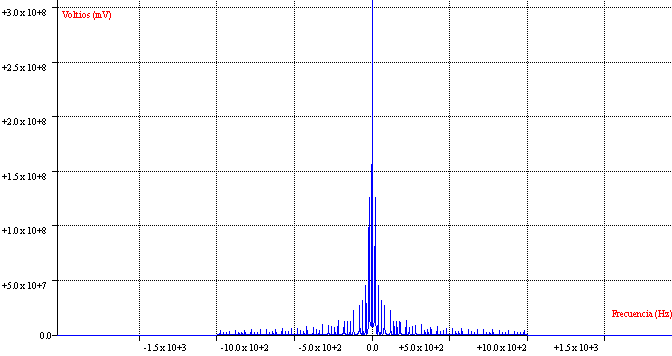 +3.0 x 10+8
Voltios (mV)
+2.5 x 10+8
+2.0 x 10+8
+1.5 x 10+8
+1.0 x 10+8
+5.0 x 10+7
Frecuencia (Hz)
0.0
-1.5 x 10+3
-10.0 x 10+2
-5.0 x 10+2
0.0
+5.0 x 10+2
+10.0 x 10+2
+1.5 x 10+3